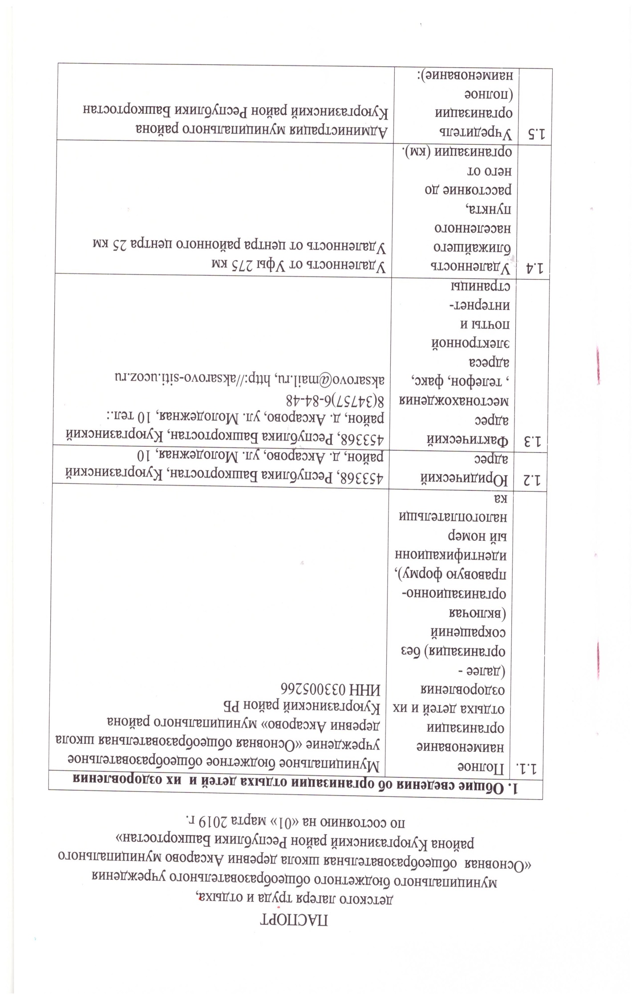 ПАСПОРТ
детского лагеря труда и отдыха,
муниципального бюджетного общеобразовательного учреждения
«Основная общеобразовательная школа деревни Аксарово муниципального
района Куюргазинский район Республики Башкортостан»
по состоянию на «01» марта 2019 г.
1. Общие сведения об организации отдыха детей и их оздоровления
1.1.
Полное
наименование
организации
отдыха детей и их
оздоровления
(далее -
организация) без
сокращений
(включая
организационно-
правовую форму),
идентификационн
ый номер
налогоплательщи
ка
Муниципальное бюджетное общеобразовательное
учреждение «Основная общеобразовательная школа
деревни Аксарово» муниципального района
Куюргазинский район РБ
ИНН 033005266
1.2
Юридический
адрес
453368, Республика Башкортостан, Куюргазинский
район, д. Аксарово, ул. Молодежная, 10
1.3
Фактический
адрес
местонахождения
, телефон, факс,
адреса
электронной
почты и
интернет-
страницы
453368, Республика Башкортостан, Куюргазинский
район, д. Аксарово, ул. Молодежная, 10 тел.:
8(34757)6-84-48
aksarovo@mail.ru, http://aksarovo-siti.ucoz.ru
1.4
Удаленность
ближайшего
населенного
пункта,
расстояние до
него от
организации (км).
Удаленность от Уфы 275 км
Удаленность от центра районного центра 25 км
1.5
Учредитель
организации
(полное
наименование):
Администрация муниципального района
Куюргазинский район Республики Башкортостан